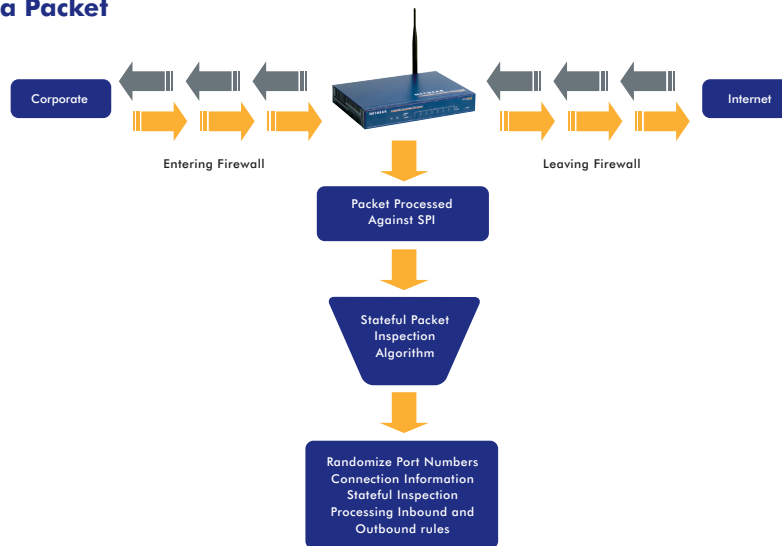 a Packet
NETGEAR
Corporate
Internet
Entering Firewall
Leaving Firewall
Packet Processed
Against SPI
Stateful Packet
Inspection
Algorithm
Randomize Port Numbers
Connection Information
Stateful Inspection
Processing Inbound and
Outbound rules